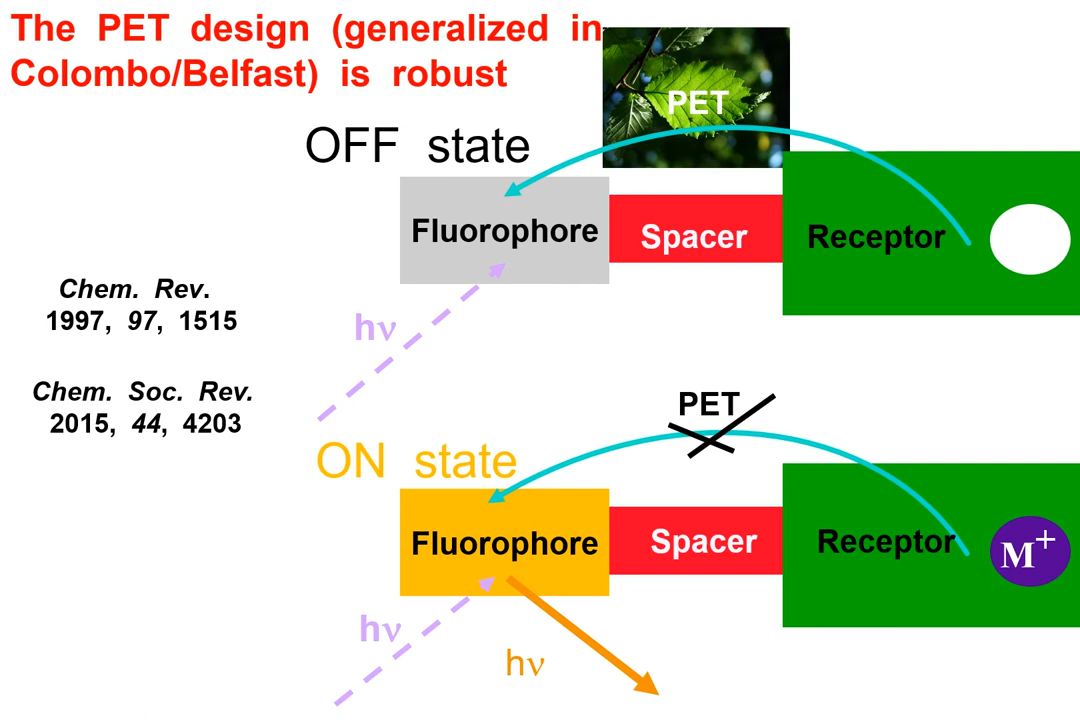 The PET design (generalized in
Colombo/Belfast) is robust
PET
OFF state
Fluorophore
Spacer
Receptor
Chem. Rev.
1997, 97, 1515
hν
Chem. Soc. Rev.
2015, 44, 4203
PET
ON state
Fluorophore
Spacer
Receptor
M+
hν
hν